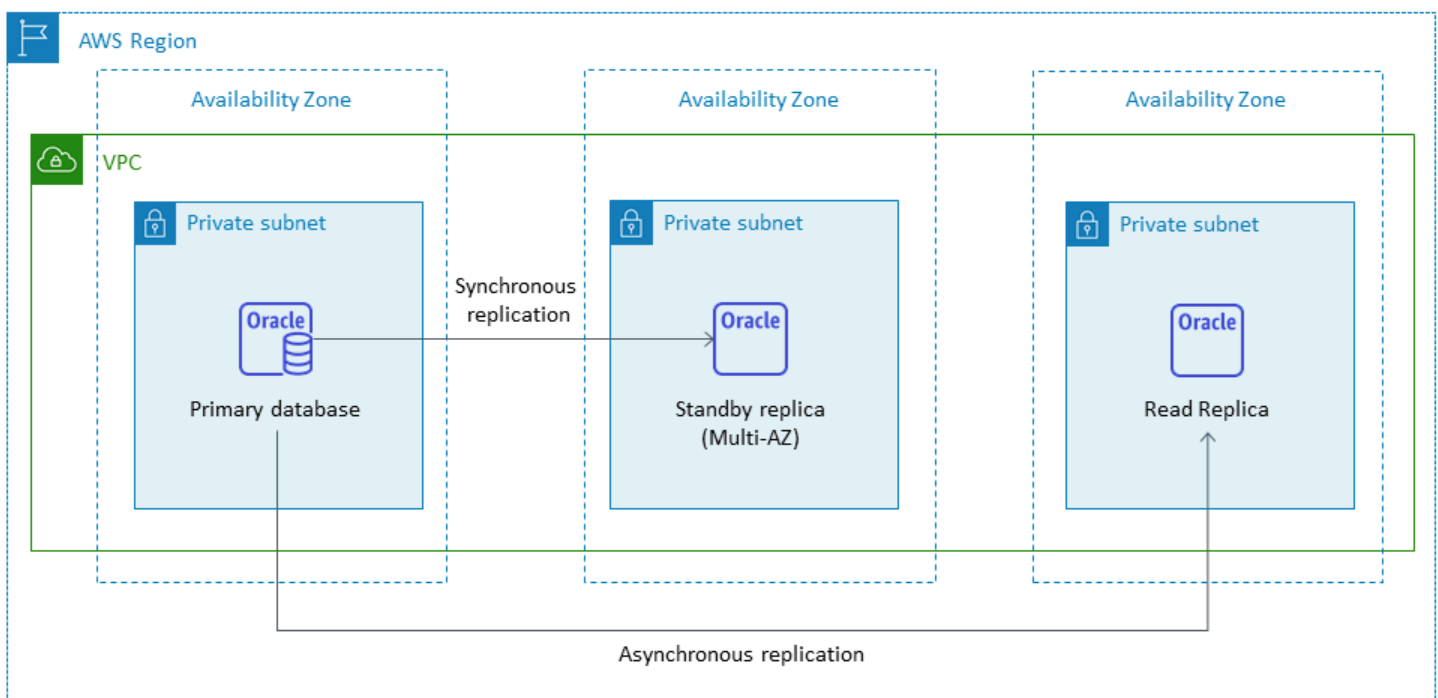 AWS Region
Availability Zone
Availability Zone
Availability Zone
VPC
Private subnet
Private subnet
Private subnet
Synchronous
replication
Oracle
Oracle
Oracle
Primary database
Standby replica
(Multi-AZ)
Read Replica
Asynchronous replication